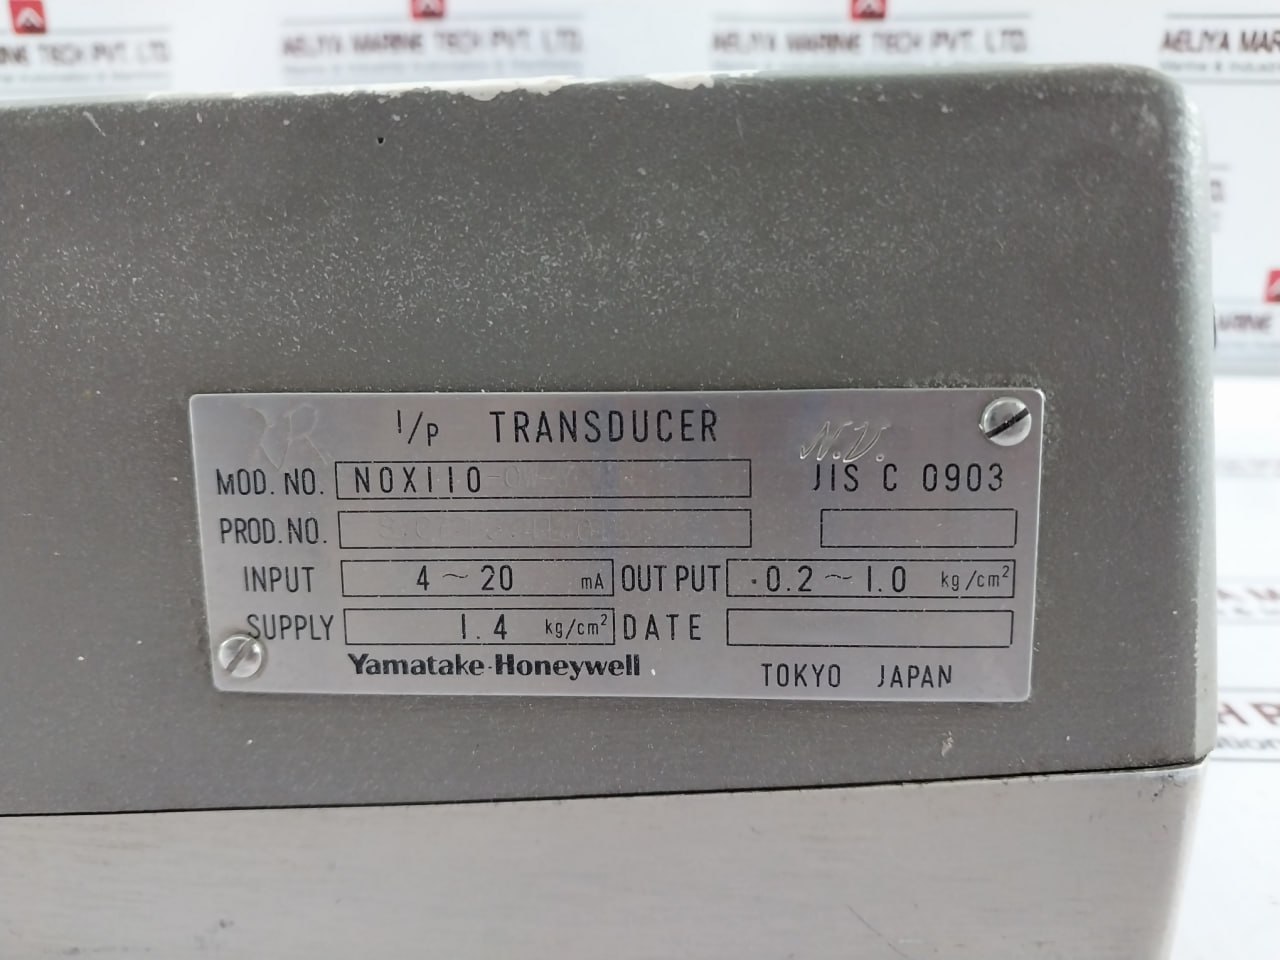 AELIYA MARINE TECH PVT. LTD.
AELIYA MARINE TECH PVT. LTD.
AELIYA MAR
I/P TRANSDUCER
N.V.
MOD. NO. NOX110
JIS C 0903
PROD. NO.
INPUT 4~20 mA OUTPUT 0.2~1.0 kg/cm²
SUPPLY 1.4 kg/cm² DATE
Yamatake-Honeywell TOKYO JAPAN